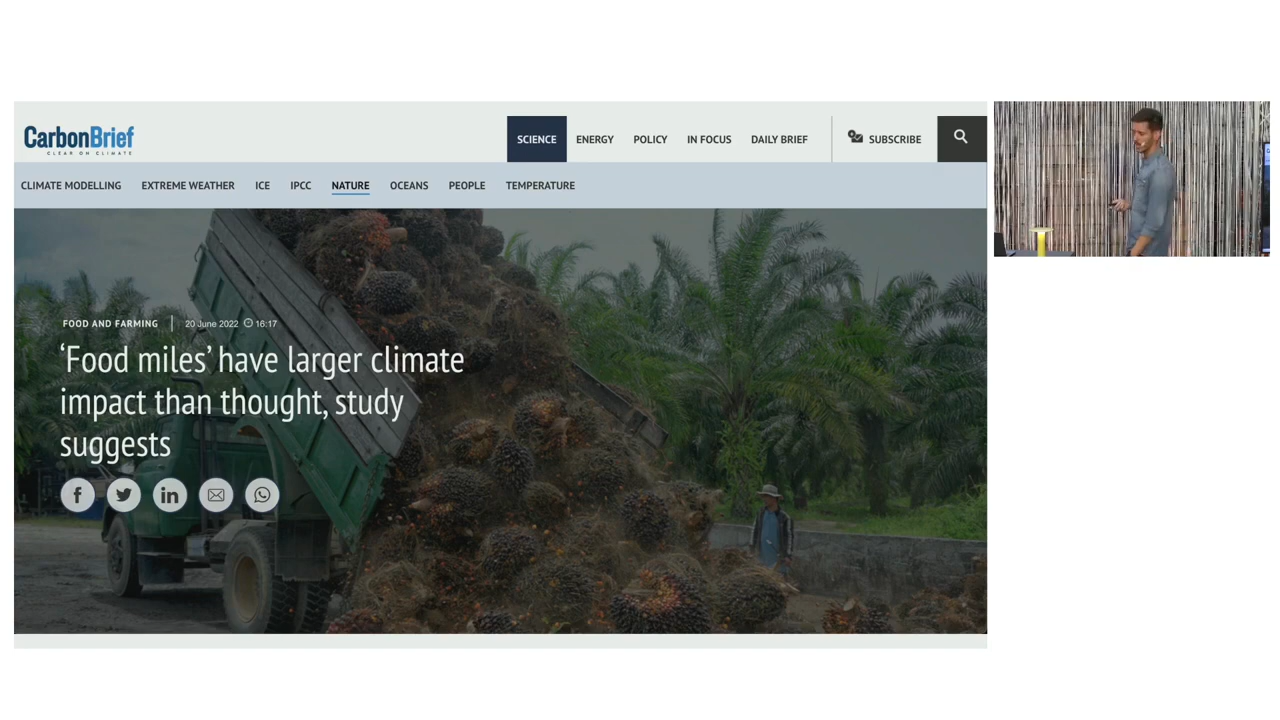 CarbonBrief
CLEAR ON CLIMATE
SCIENCE ENERGY POLICY IN FOCUS DAILY BRIEF SUBSCRIBE
CLIMATE MODELLING EXTREME WEATHER ICE IPCC NATURE OCEANS PEOPLE TEMPERATURE
FOOD AND FARMING 20 June 2022 16:17
‘Food miles’ have larger climate
impact than thought, study
suggests